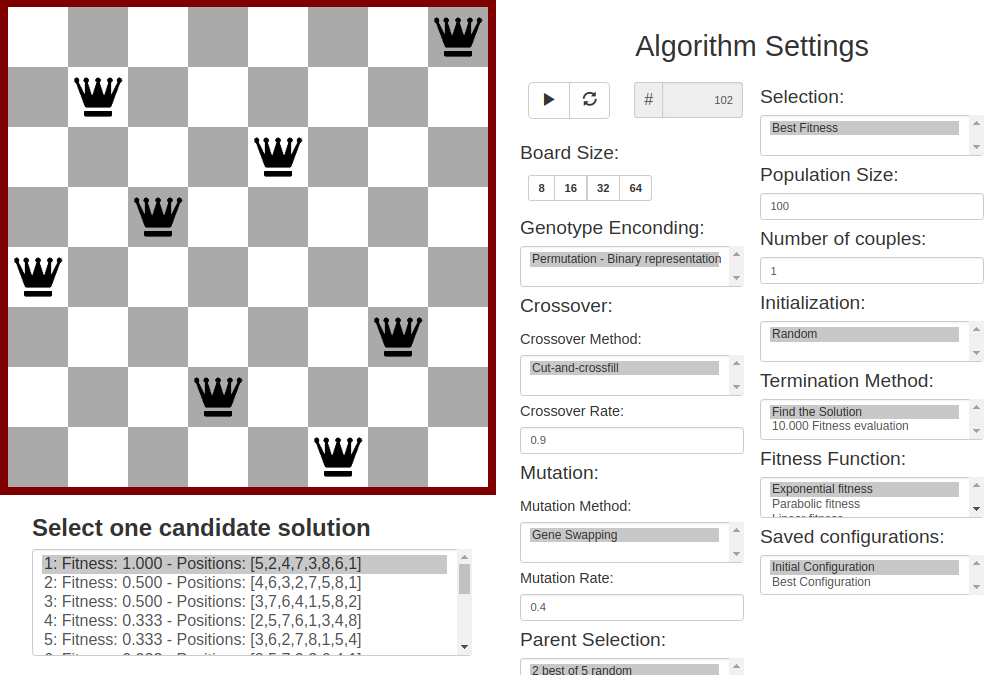 Algorithm Settings
# 102
Board Size:
8 16 32 64
Genotype Enconding:
Permutation - Binary representation
Crossover:
Crossover Method:
Cut-and-crossfill
Crossover Rate:
0.9
Mutation:
Mutation Method:
Gene Swapping
Mutation Rate:
0.4
Parent Selection:
2 best of 5 random
Selection:
Best Fitness
Population Size:
100
Number of couples:
1
Initialization:
Random
Termination Method:
Find the Solution
10.000 Fitness evaluation
Fitness Function:
Exponential fitness
Parabolic fitness
Linear fitness
Saved configurations:
Initial Configuration
Best Configuration
Select one candidate solution
1: Fitness: 1.000 - Positions: [5,2,4,7,3,8,6,1]
2: Fitness: 0.500 - Positions: [4,6,3,2,7,5,8,1]
3: Fitness: 0.500 - Positions: [3,7,6,4,1,5,8,2]
4: Fitness: 0.333 - Positions: [2,5,7,6,1,3,4,8]
5: Fitness: 0.333 - Positions: [3,6,2,7,8,1,5,4]